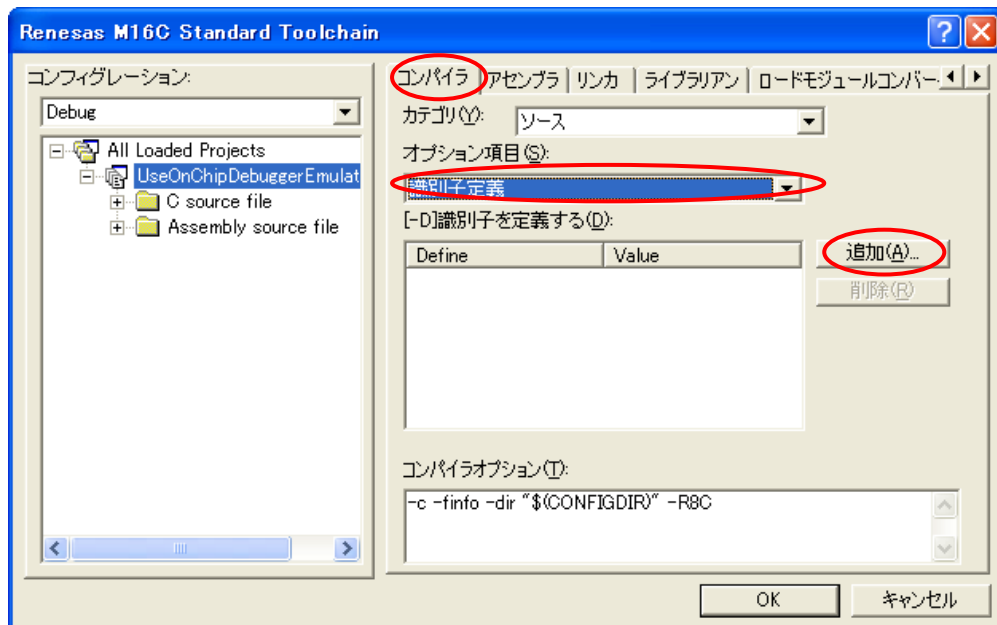 Renesas M16C Standard Toolchain
コンフィグレーション:
Debug
All Loaded Projects
UseOnChipDebuggerEmulat
C source file
Assembly source file
コンパイラ アセンブラ リンカ ライブラリアン ロードモジュールコンバー
カテゴリ(Y): ソース
オプション項目(S):
識別子定義
[-D]識別子を定義する(D):
Define Value
追加(A)...
削除(R)
コンパイラオプション(T):
-c -finfo -dir "$(CONFIGDIR)" -R8C
OK キャンセル